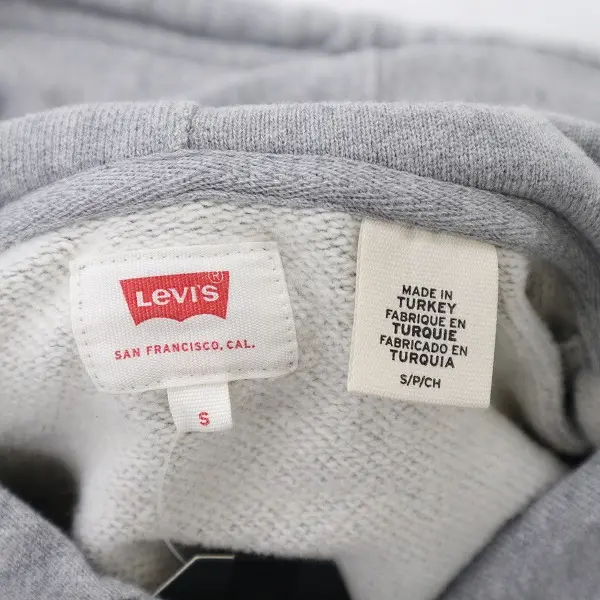 LEVI'S®
SAN FRANCISCO, CAL.
S
MADE IN
TURKEY
FABRIQUE EN
TURQUIE
FABRICADO EN
TURQUIA
S/P/CH